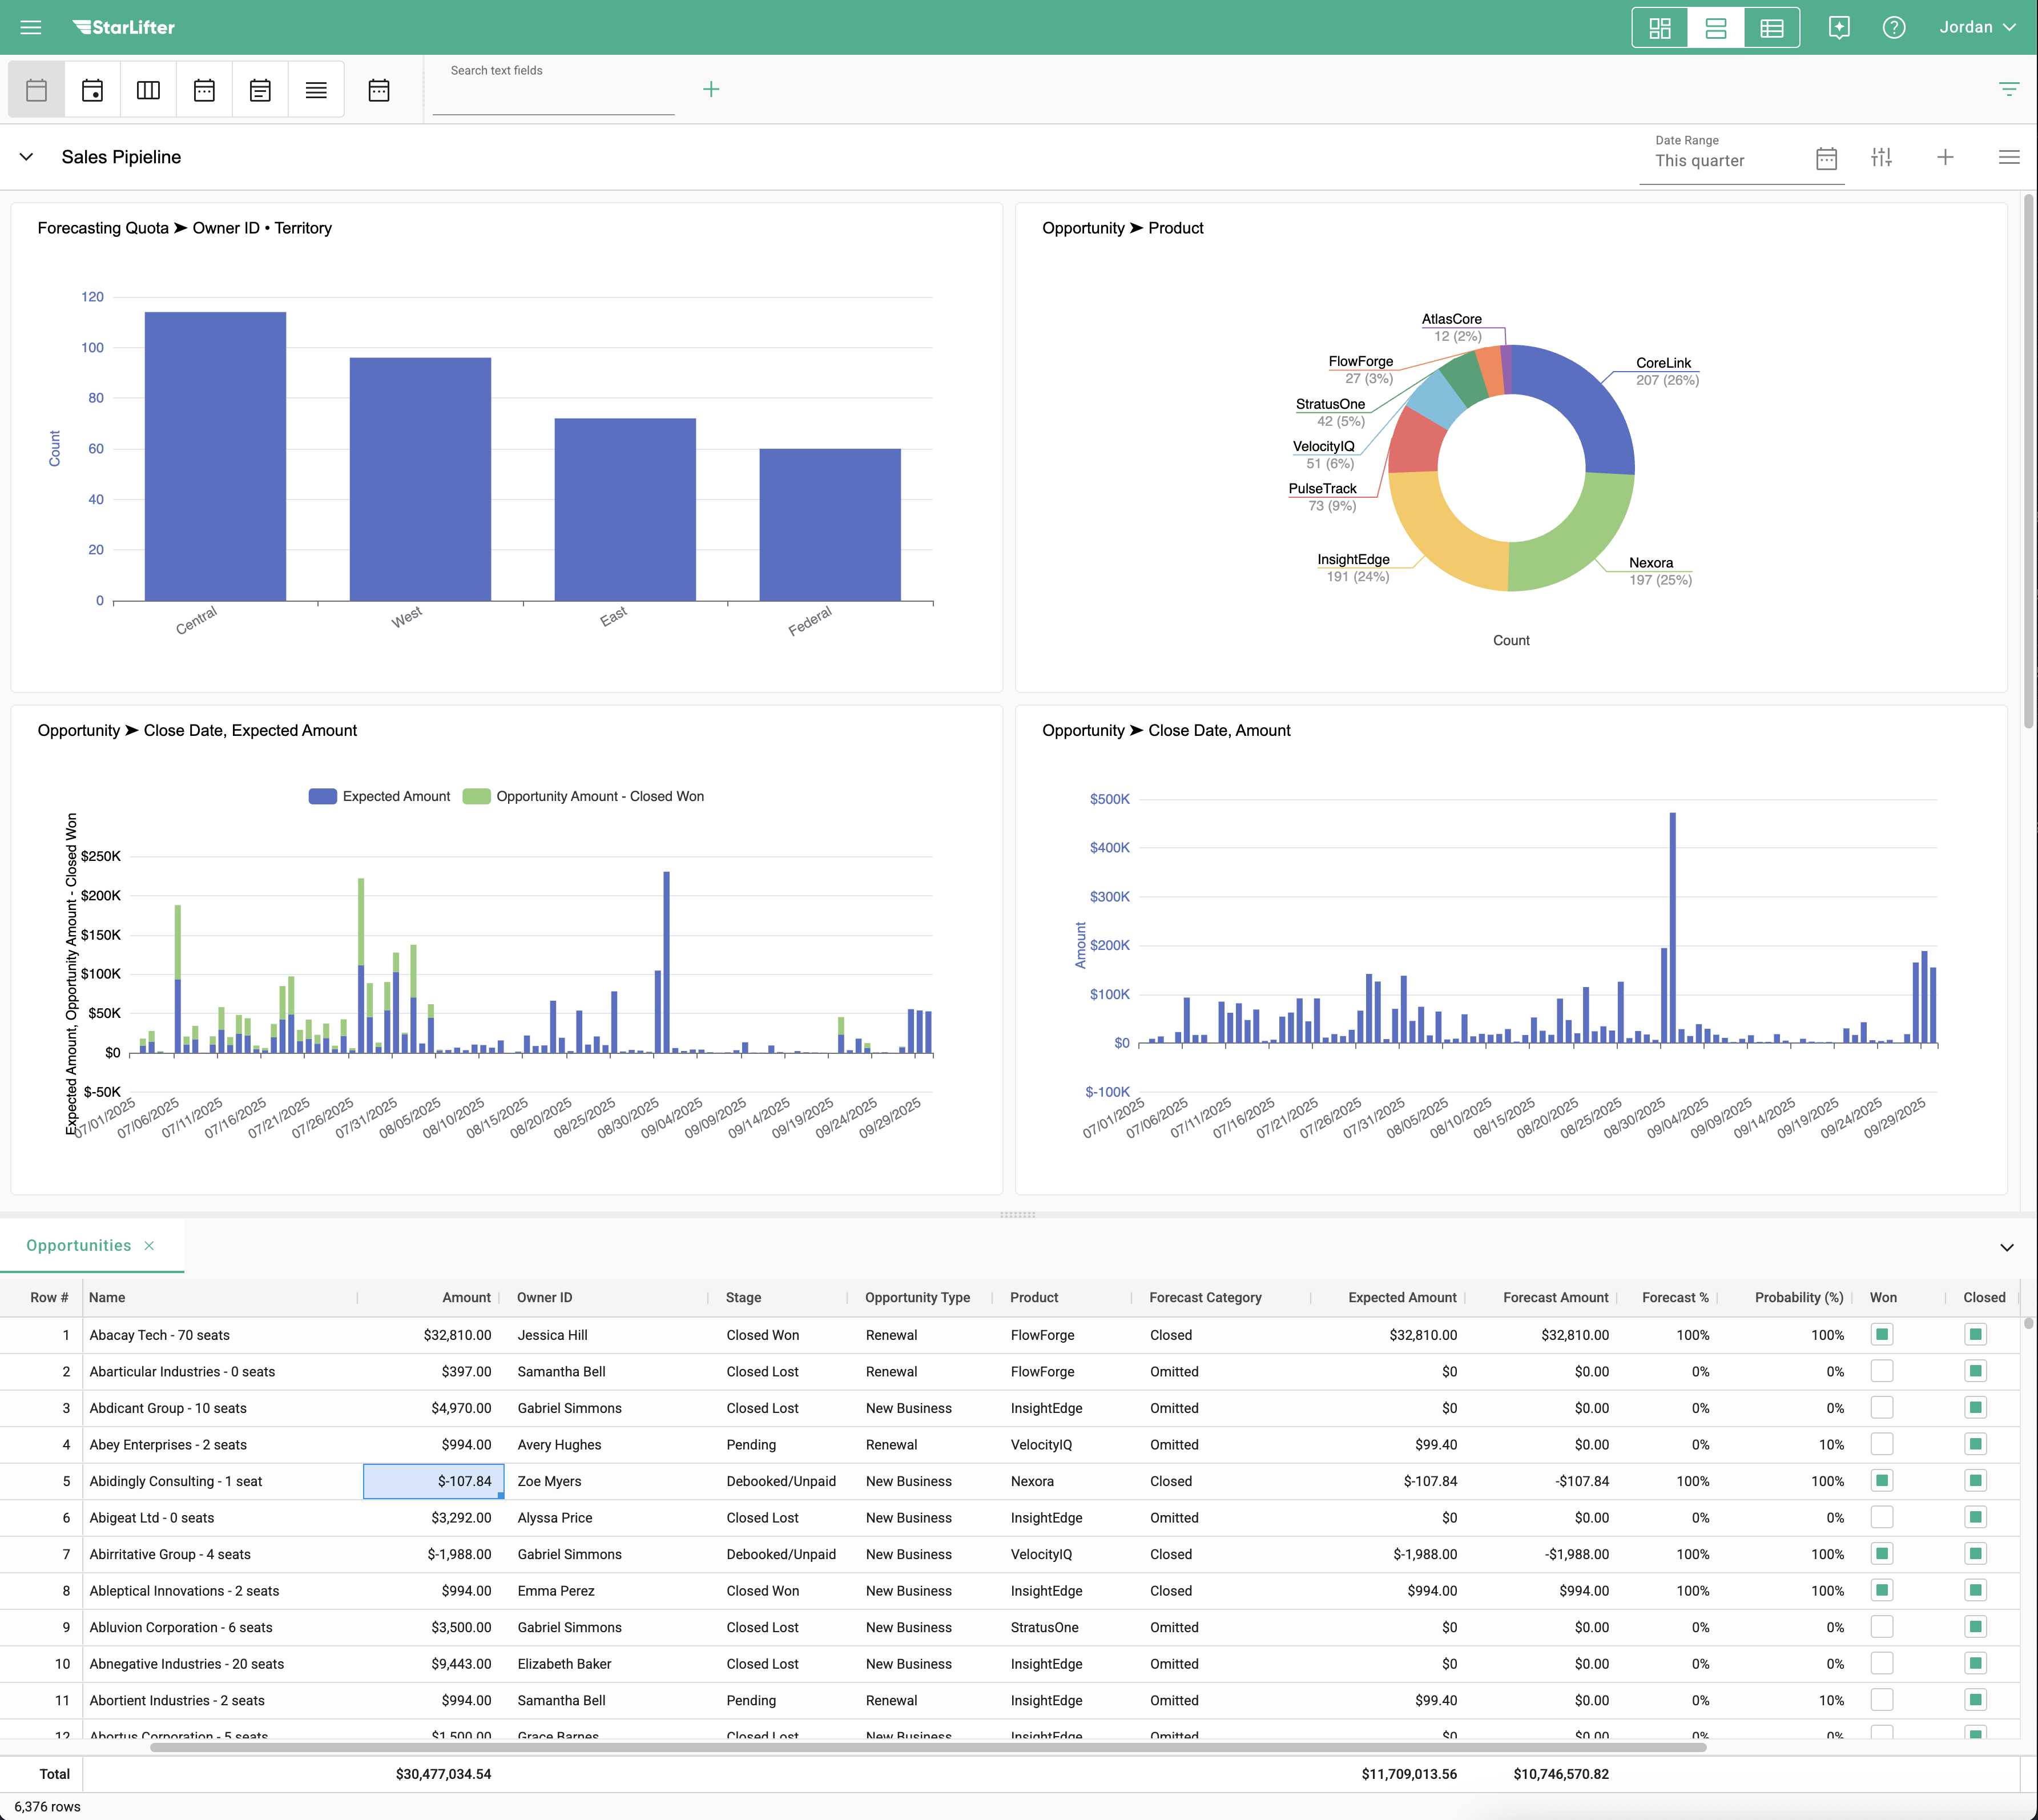 StarLifter
Jordan
Search text fields
Sales Pipieline
Date Range
This quarter
Forecasting Quota ➤ Owner ID • Territory
120
100
80
60
40
20
0
Count
Central
West
East
Federal
Opportunity ➤ Product
AtlasCore
12 (2%)
FlowForge
27 (3%)
StratusOne
42 (5%)
VelocityIQ
51 (6%)
PulseTrack
73 (9%)
InsightEdge
191 (24%)
CoreLink
207 (26%)
Nexora
197 (25%)
Count
Opportunity ➤ Close Date, Expected Amount
Expected Amount Opportunity Amount - Closed Won
Expected Amount, Opportunity Amount - Closed Won
$250K
$200K
$150K
$100K
$50K
$0
$-50K
07/01/2025 07/06/2025 07/11/2025 07/16/2025 07/21/2025 07/26/2025 07/31/2025 08/05/2025 08/10/2025 08/15/2025 08/20/2025 08/25/2025 08/30/2025 09/04/2025 09/09/2025 09/14/2025 09/19/2025 09/24/2025 09/29/2025
Opportunity ➤ Close Date, Amount
Amount
$500K
$400K
$300K
$200K
$100K
$0
$-100K
07/01/2025 07/06/2025 07/11/2025 07/16/2025 07/21/2025 07/26/2025 07/31/2025 08/05/2025 08/10/2025 08/15/2025 08/20/2025 08/25/2025 08/30/2025 09/04/2025 09/09/2025 09/14/2025 09/19/2025 09/24/2025 09/29/2025
Opportunities
Row # Name Amount Owner ID Stage Opportunity Type Product Forecast Category Expected Amount Forecast Amount Forecast % Probability (%) Won Closed
1 Abacay Tech - 70 seats $32,810.00 Jessica Hill Closed Won Renewal FlowForge Closed $32,810.00 $32,810.00 100% 100%
2 Abarticular Industries - 0 seats $397.00 Samantha Bell Closed Lost Renewal FlowForge Omitted $0 $0.00 0% 0%
3 Abdicant Group - 10 seats $4,970.00 Gabriel Simmons Closed Lost New Business InsightEdge Omitted $0 $0.00 0% 0%
4 Abey Enterprises - 2 seats $994.00 Avery Hughes Pending Renewal VelocityIQ Omitted $99.40 $0.00 0% 10%
5 Abidingly Consulting - 1 seat $-107.84 Zoe Myers Debooked/Unpaid New Business Nexora Closed $-107.84 -$107.84 100% 100%
6 Abigeat Ltd - 0 seats $3,292.00 Alyssa Price Closed Lost New Business InsightEdge Omitted $0 $0.00 0% 0%
7 Abirritative Group - 4 seats $-1,988.00 Gabriel Simmons Debooked/Unpaid New Business VelocityIQ Closed $-1,988.00 -$1,988.00 100% 100%
8 Ableptical Innovations - 2 seats $994.00 Emma Perez Closed Won New Business InsightEdge Closed $994.00 $994.00 100% 100%
9 Abluvion Corporation - 6 seats $3,500.00 Gabriel Simmons Closed Lost New Business StratusOne Omitted $0 $0.00 0% 0%
10 Abnegative Industries - 20 seats $9,443.00 Elizabeth Baker Closed Lost New Business InsightEdge Omitted $0 $0.00 0% 0%
11 Abortient Industries - 2 seats $994.00 Samantha Bell Pending Renewal InsightEdge Omitted $99.40 $0.00 0% 10%
12 Abortus Corporation - 5 seats $1,500.00 Grace Barnes Closed Lost New Business InsightEdge Omitted $0 $0.00 0% 0%
Total $30,477,034.54 $11,709,013.56 $10,746,570.82
6,376 rows